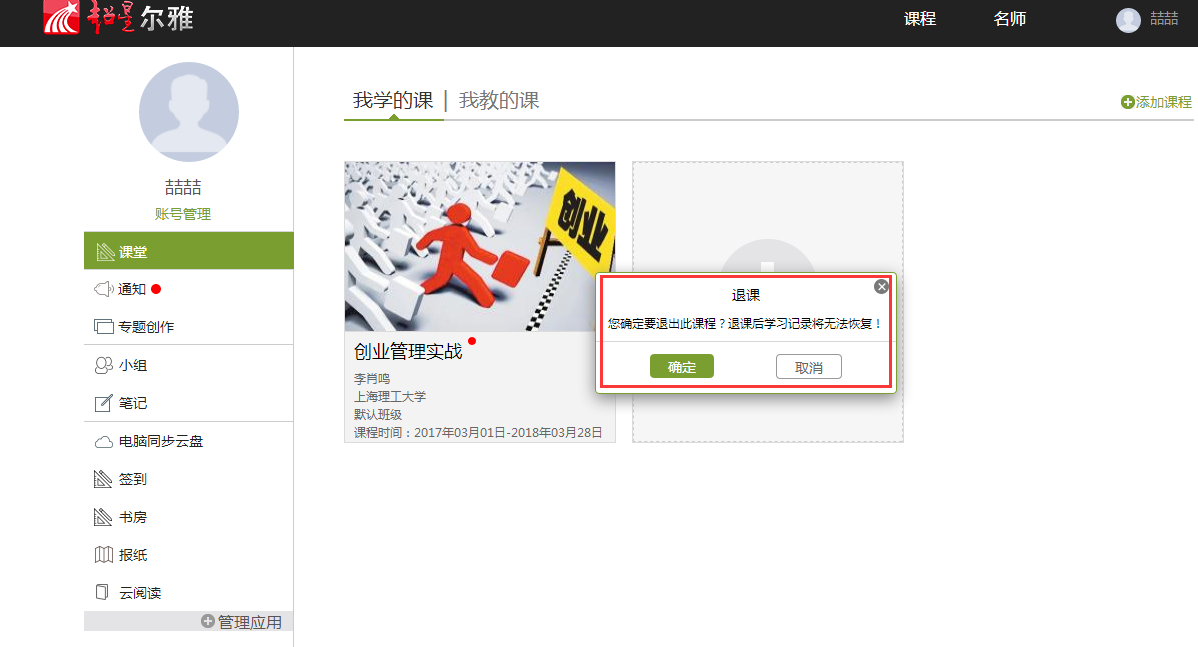 超星尔雅
课程
名师
喆喆
喆喆
账号管理
课堂
通知
专题创作
小组
笔记
电脑同步云盘
签到
书房
报纸
云阅读
管理应用
我学的课 | 我教的课
添加课程
创业
创业管理实战
李肖鸣
上海理工大学
默认班级
课程时间：2017年03月01日-2018年03月28日
退课
您确定要退出此课程？退课后学习记录将无法恢复！
确定
取消